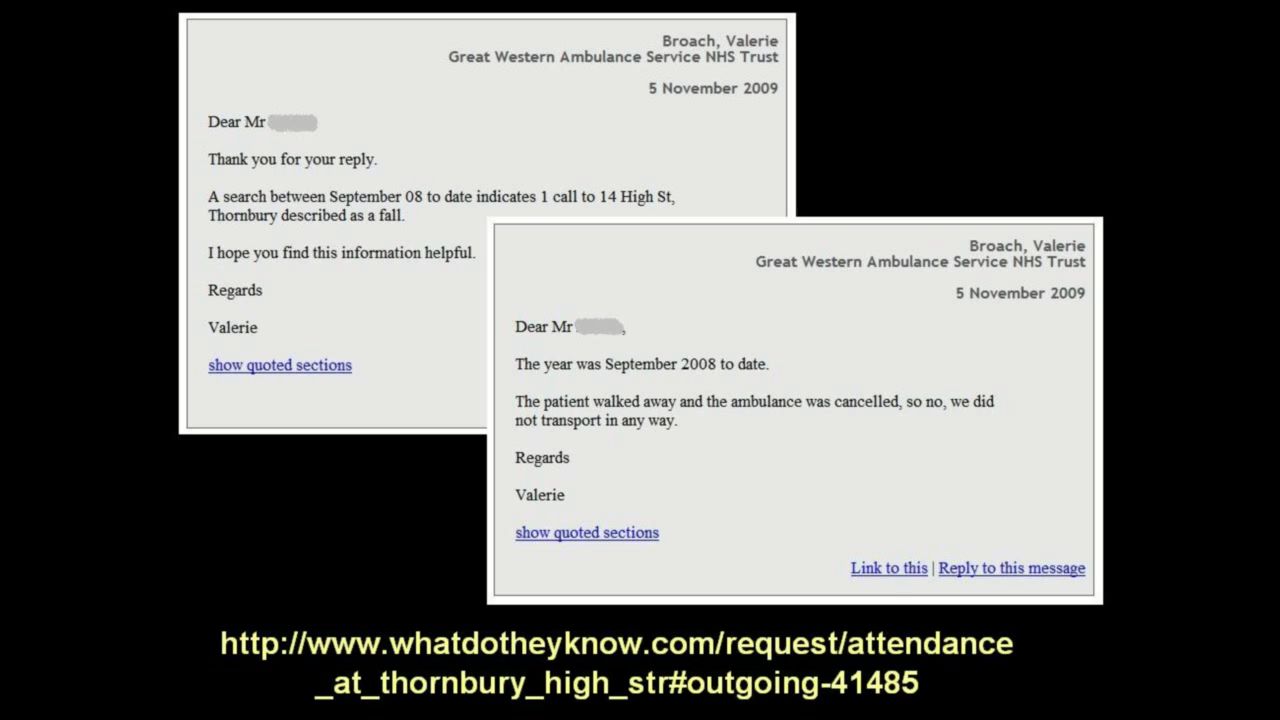 Broach, Valerie
Great Western Ambulance Service NHS Trust
5 November 2009
Dear Mr
Thank you for your reply.
A search between September 08 to date indicates 1 call to 14 High St,
Thornbury described as a fall.
I hope you find this information helpful.
Regards
Valerie
show quoted sections
Broach, Valerie
Great Western Ambulance Service NHS Trust
5 November 2009
Dear Mr ,
The year was September 2008 to date.
The patient walked away and the ambulance was cancelled, so no, we did
not transport in any way.
Regards
Valerie
show quoted sections
Link to this | Reply to this message
http://www.whatdotheyknow.com/request/attendance
_at_thornbury_high_str#outgoing-41485